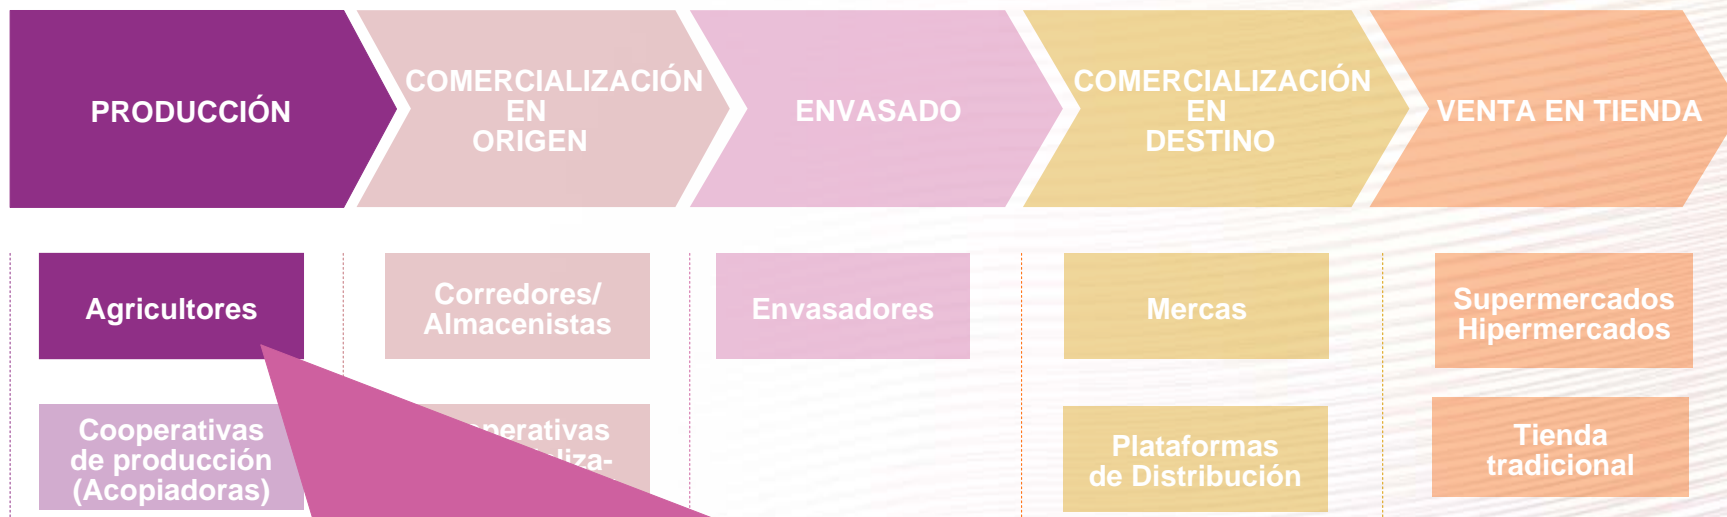 PRODUCCIÓN
COMERCIALIZACIÓN
EN
ORIGEN
ENVASADO
COMERCIALIZACIÓN
EN
DESTINO
VENTA EN TIENDA
Agricultores
Corredores/
Almacenistas
Envasadores
Mercas
Supermercados
Hipermercados
Cooperativas
de producción
(Acopiadoras)
Plataformas
de Distribución
Tienda
tradicional